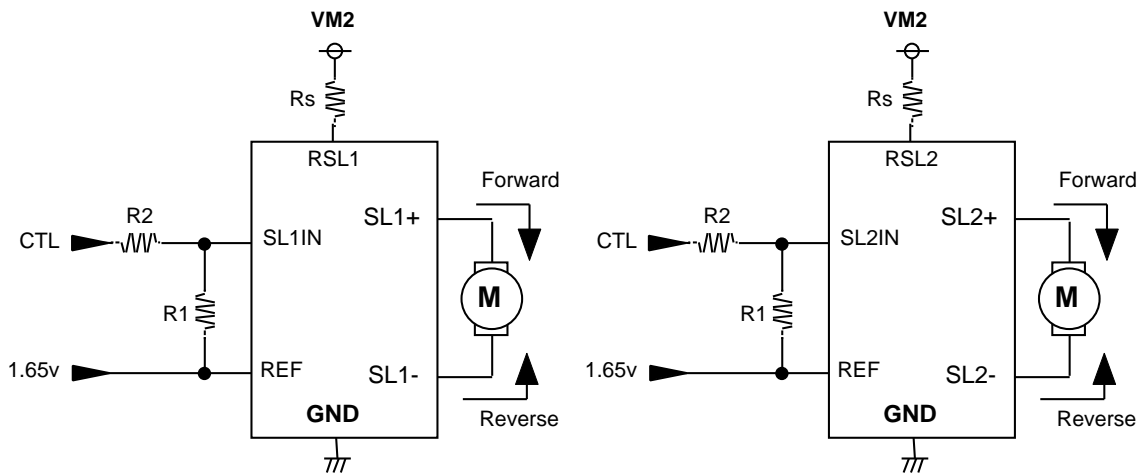 VM2
Rs
RSL1
Forward
SL1+
R2
CTL
SL1IN
M
R1
1.65v
REF
SL1-
GND
Reverse
VM2
Rs
RSL2
Forward
SL2+
R2
CTL
SL2IN
M
R1
1.65v
REF
SL2-
GND
Reverse